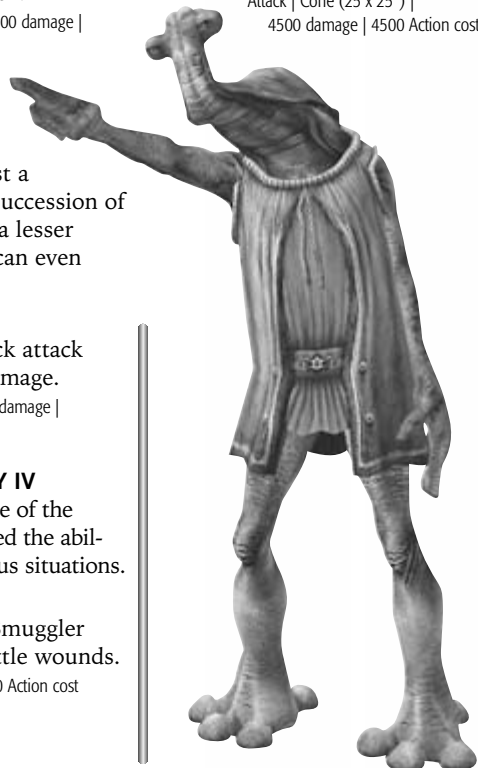 00 damage |
st a
uccession of
a lesser
can even
ck attack
mage.
damage |
Y IV
e of the
ed the abil-
us situations.
muggler
ttle wounds.
0 Action cost
Attack | Cone (25 x 25˚) |
4500 damage | 4500 Action cost